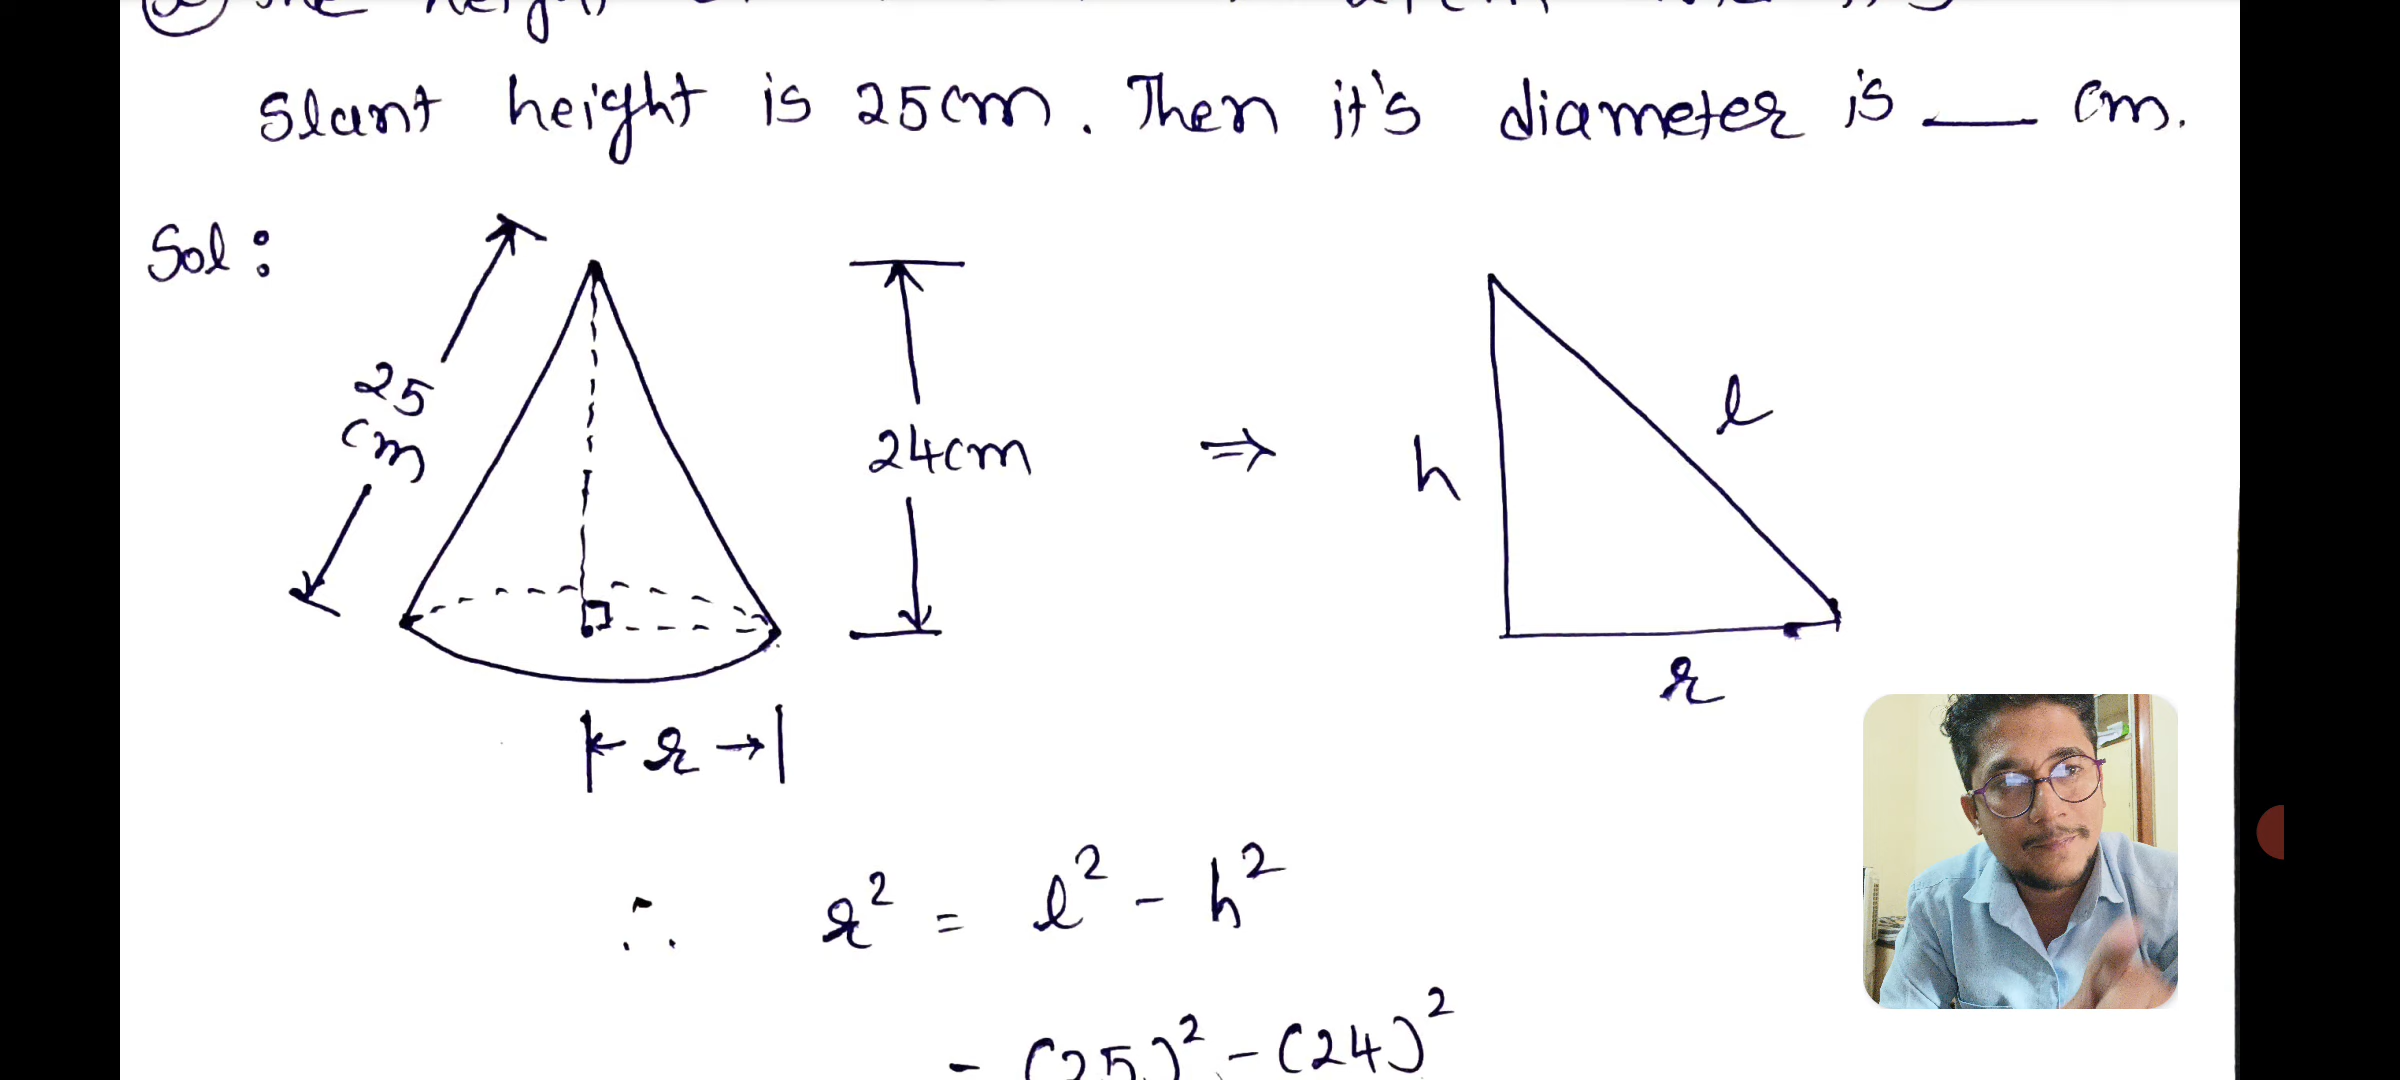 height
slant height is 25cm. Then it's diameter is ___ cm.
Sol:
25
cm
24cm
⇒
h
l
r
r
∴ r² = l² - h²
= (25)² - (24)²